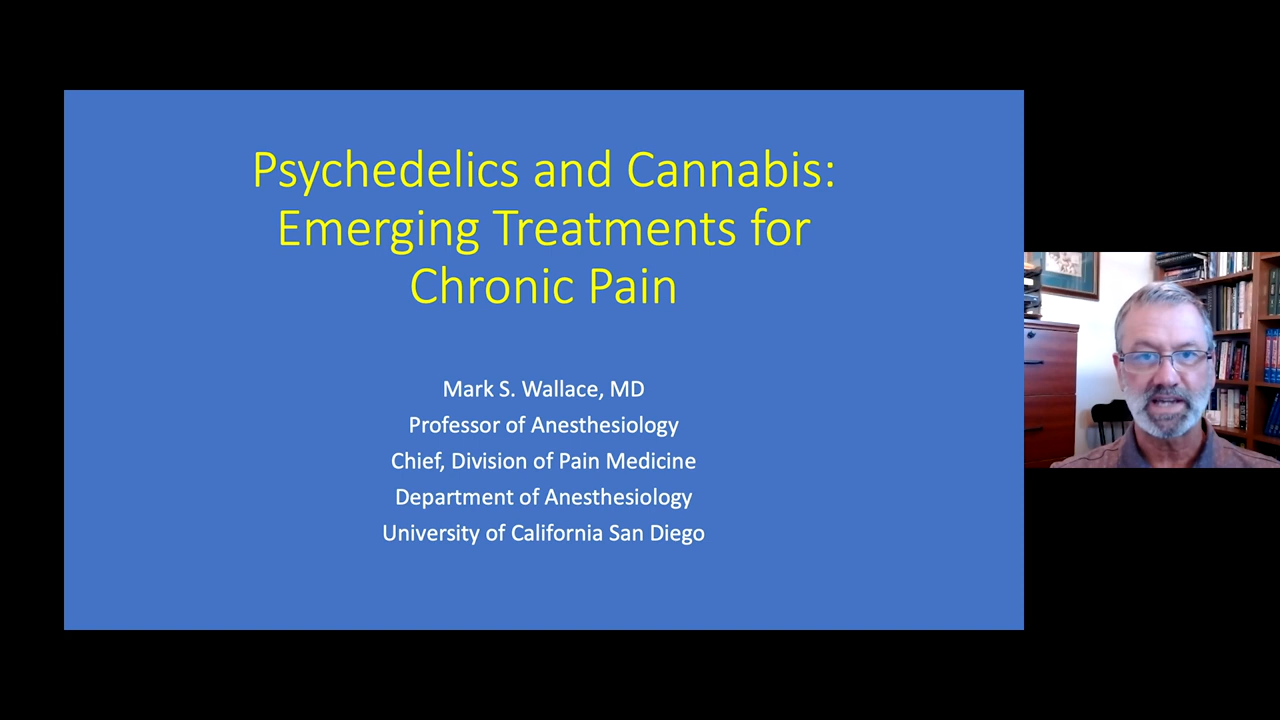 Psychedelics and Cannabis:
Emerging Treatments for
Chronic Pain
Mark S. Wallace, MD
Professor of Anesthesiology
Chief, Division of Pain Medicine
Department of Anesthesiology
University of California San Diego